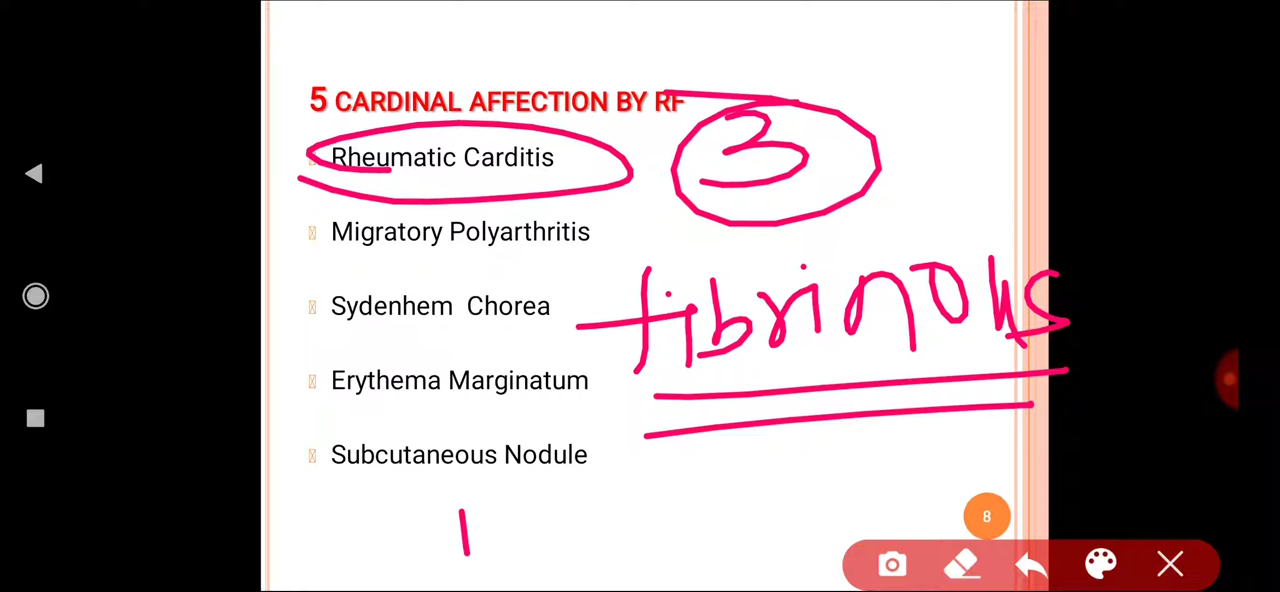 5 CARDINAL AFFECTION BY RF
Rheumatic Carditis
3
Migratory Polyarthritis
Sydenhem Chorea
fibrinous
Erythema Marginatum
Subcutaneous Nodule
8